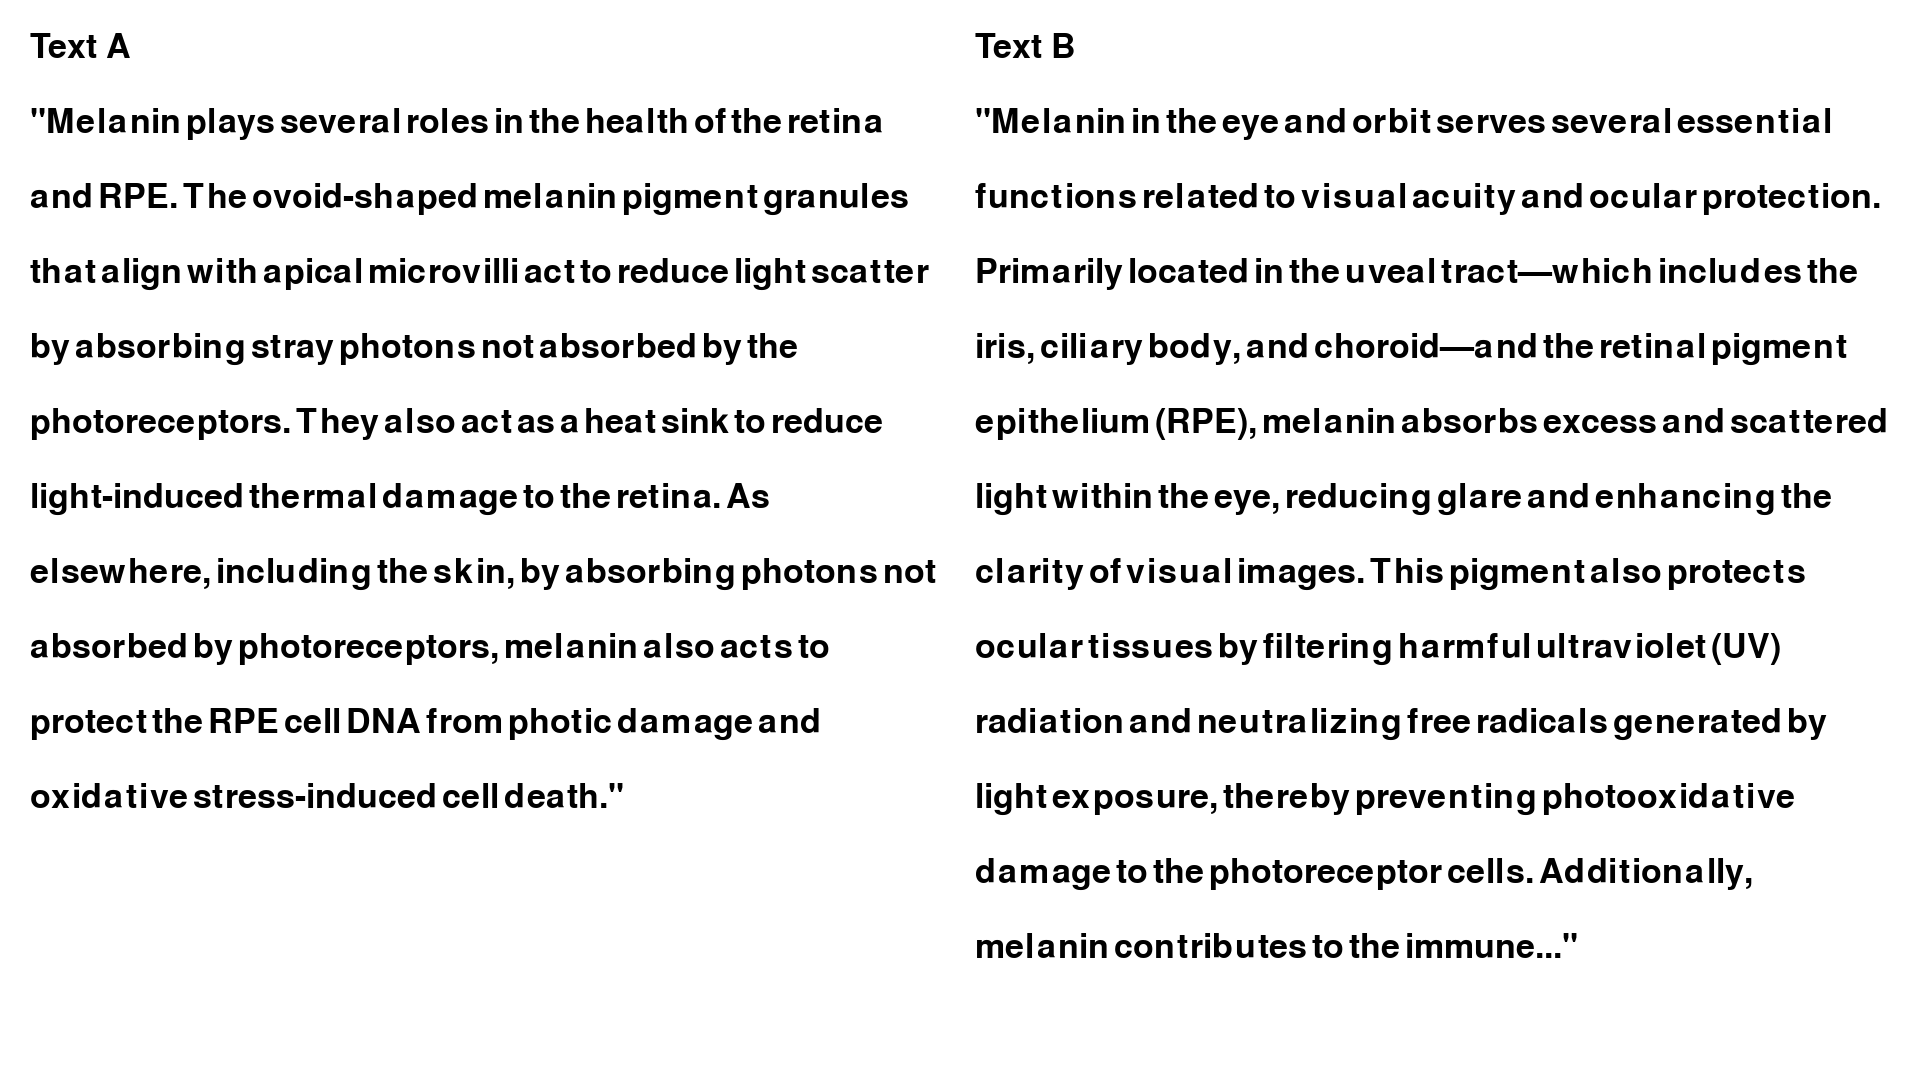 Text A
"Melanin plays several roles in the health of the retina
and RPE. The ovoid-shaped melanin pigment granules
that align with apical microvilli act to reduce light scatter
by absorbing stray photons not absorbed by the
photoreceptors. They also act as a heat sink to reduce
light-induced thermal damage to the retina. As
elsewhere, including the skin, by absorbing photons not
absorbed by photoreceptors, melanin also acts to
protect the RPE cell DNA from photic damage and
oxidative stress-induced cell death."
Text B
"Melanin in the eye and orbit serves several essential
functions related to visual acuity and ocular protection.
Primarily located in the uveal tract—which includes the
iris, ciliary body, and choroid—and the retinal pigment
epithelium (RPE), melanin absorbs excess and scattered
light within the eye, reducing glare and enhancing the
clarity of visual images. This pigment also protects
ocular tissues by filtering harmful ultraviolet (UV)
radiation and neutralizing free radicals generated by
light exposure, thereby preventing photooxidative
damage to the photoreceptor cells. Additionally,
melanin contributes to the immune..."